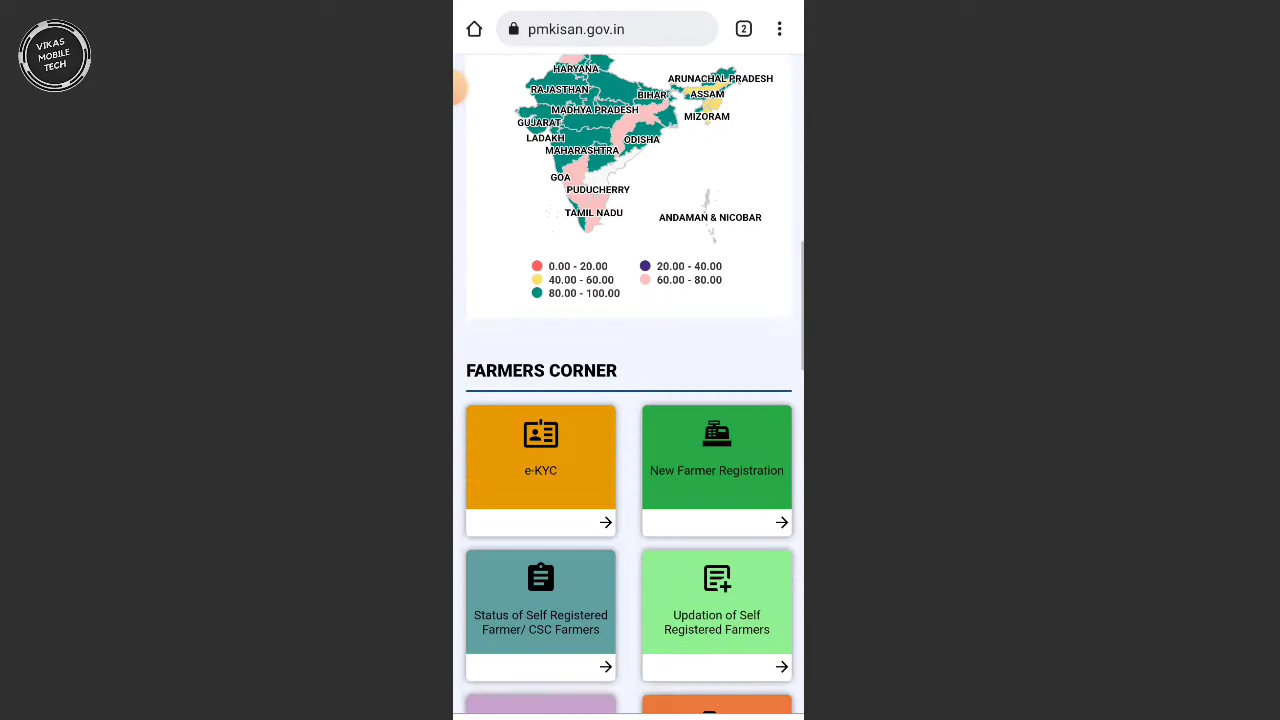 VIKAS
MOBILE
TECH
pmkisan.gov.in
2
HARYANA
ARUNACHAL PRADESH
RAJASTHAN
BIHAR
ASSAM
MADHYA PRADESH
MIZORAM
GUJARAT
LADAKH
ODISHA
MAHARASHTRA
GOA
PUDUCHERRY
TAMIL NADU
ANDAMAN & NICOBAR
0.00 - 20.00
20.00 - 40.00
40.00 - 60.00
60.00 - 80.00
80.00 - 100.00
FARMERS CORNER
e-KYC
New Farmer Registration
Status of Self Registered
Farmer/ CSC Farmers
Updation of Self
Registered Farmers